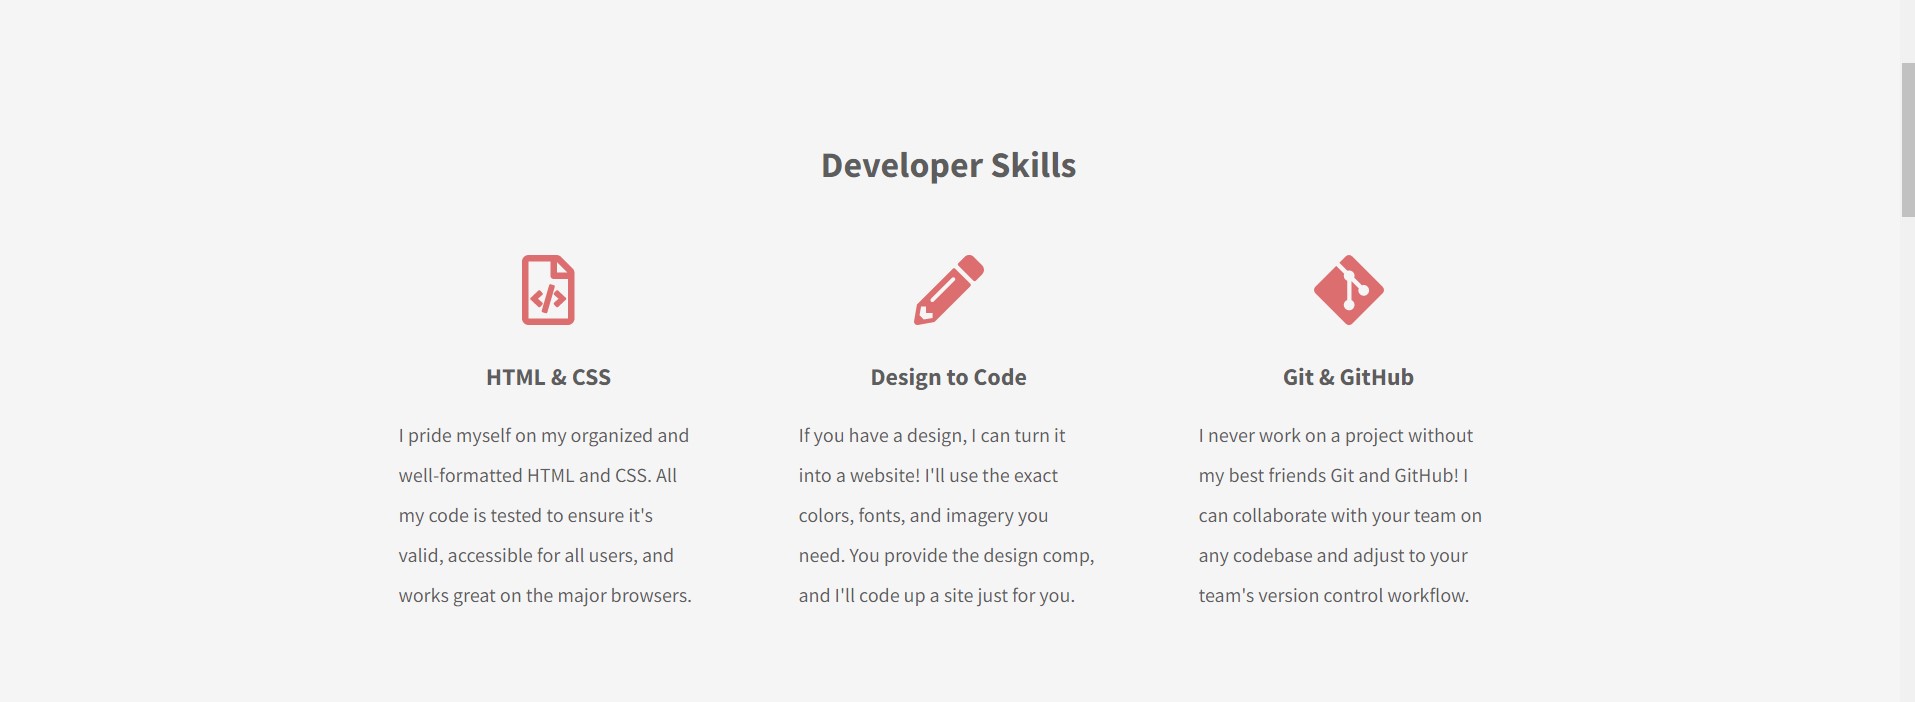 Developer Skills
HTML & CSS
I pride myself on my organized and
well-formatted HTML and CSS. All
my code is tested to ensure it's
valid, accessible for all users, and
works great on the major browsers.
Design to Code
If you have a design, I can turn it
into a website! I'll use the exact
colors, fonts, and imagery you
need. You provide the design comp,
and I'll code up a site just for you.
Git & GitHub
I never work on a project without
my best friends Git and GitHub! I
can collaborate with your team on
any codebase and adjust to your
team's version control workflow.